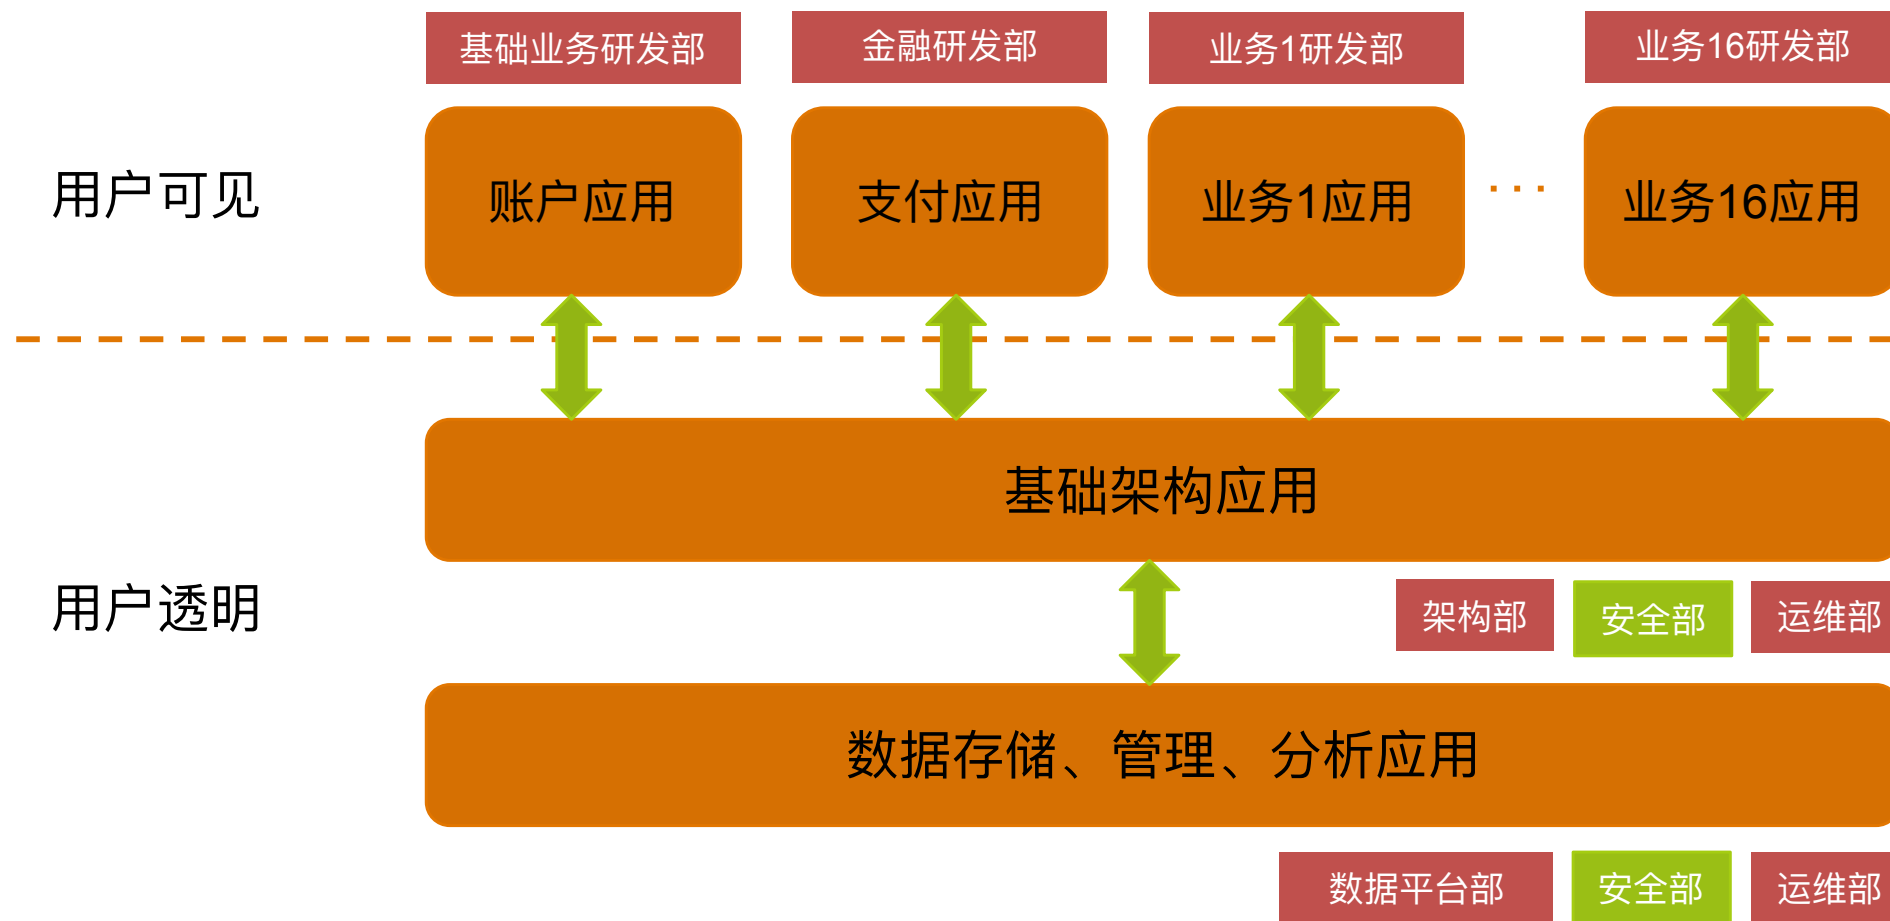 基础业务研发部
金融研发部
业务1研发部
业务16研发部
用户可见
账户应用
支付应用
业务1应用
...
业务16应用
基础架构应用
用户透明
架构部
安全部
运维部
数据存储、管理、分析应用
数据平台部
安全部
运维部